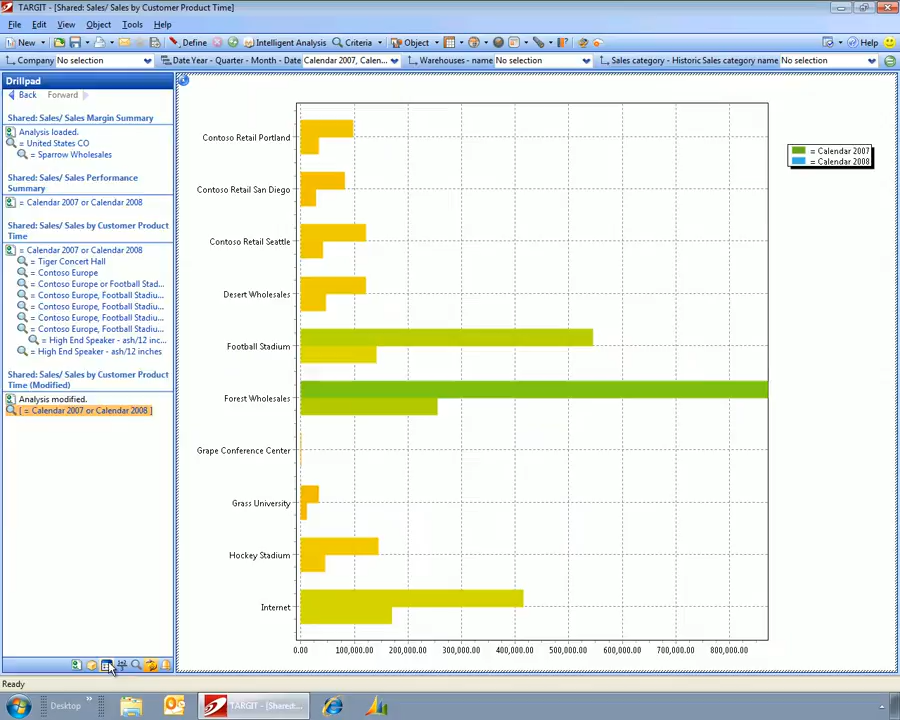 TARGIT - [Shared: Sales/ Sales by Customer Product Time]
File Edit View Object Tools Help
New Define Intelligent Analysis Criteria Object Help
Company No selection Date Year - Quarter - Month - Date Calendar 2007, Calen... Warehouses - name No selection Sales category - Historic Sales category name No selection
Drillpad
Back Forward
Shared: Sales/ Sales Margin Summary
Analysis loaded.
= United States CO
= Sparrow Wholesales
Shared: Sales/ Sales Performance
Summary
= Calendar 2007 or Calendar 2008
Shared: Sales/ Sales by Customer Product
Time
= Calendar 2007 or Calendar 2008
= Tiger Concert Hall
= Contoso Europe
= Contoso Europe or Football Stad...
= Contoso Europe, Football Stadiu...
= Contoso Europe, Football Stadiu...
= Contoso Europe, Football Stadiu...
= Contoso Europe, Football Stadiu...
= High End Speaker - ash/12 inc...
= High End Speaker - ash/12 inches
Shared: Sales/ Sales by Customer Product
Time (Modified)
Analysis modified.
[ = Calendar 2007 or Calendar 2008 ]
= Calendar 2007
= Calendar 2008
Contoso Retail Portland
Contoso Retail San Diego
Contoso Retail Seattle
Desert Wholesales
Football Stadium
Forest Wholesales
Grape Conference Center
Grass University
Hockey Stadium
Internet
0.00 100,000.00 200,000.00 300,000.00 400,000.00 500,000.00 600,000.00 700,000.00 800,000.00
Ready
Desktop TARGIT - [Shared:...